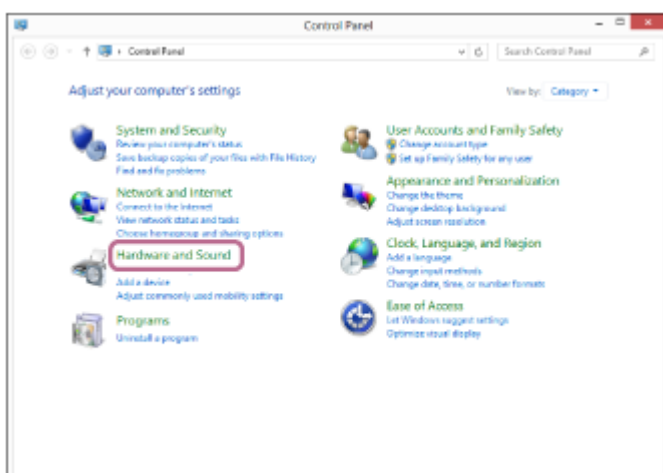 Control Panel
Control Panel
Search Control Panel
Adjust your computer's settings
View by: Category
System and Security
Review your computer's status
Save backup copies of your files with File History
Find and fix problems
Network and Internet
Connect to the Internet
View network status and tasks
Choose homegroup and sharing options
Hardware and Sound
Add a device
Adjust commonly used mobility settings
Programs
Uninstall a program
User Accounts and Family Safety
Change account type
Set up Family Safety for any user
Appearance and Personalization
Change the theme
Change desktop background
Adjust screen resolution
Clock, Language, and Region
Add a language
Change input methods
Change date, time, or number formats
Ease of Access
Let Windows suggest settings
Optimize visual display